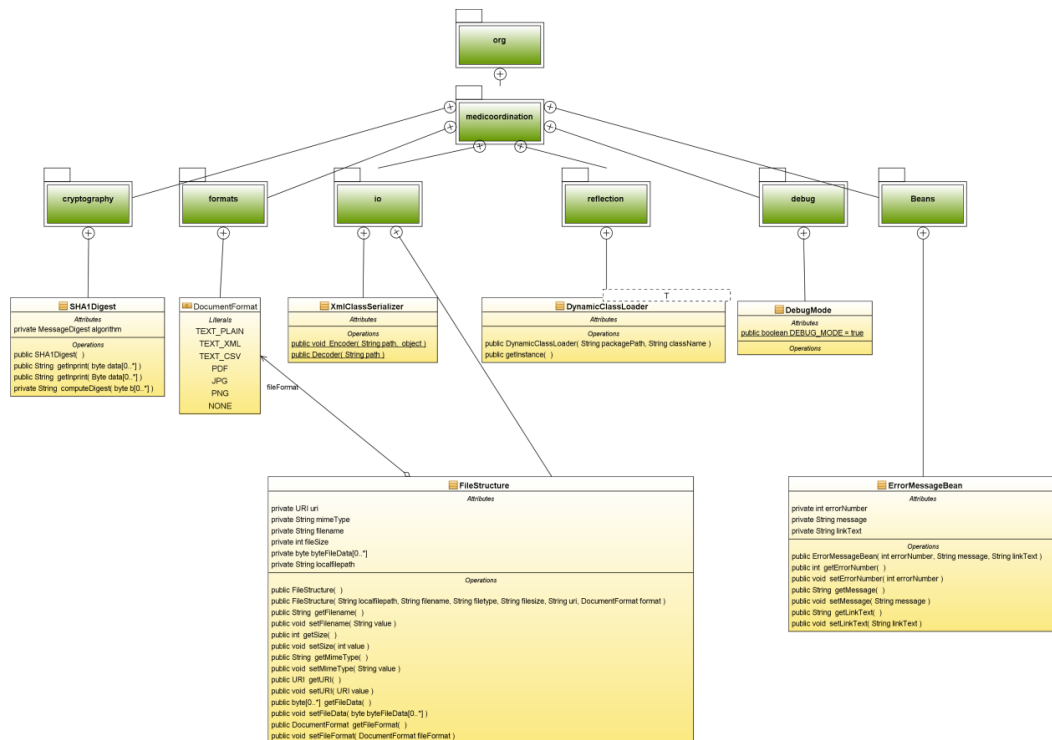 org
medicoordination
cryptography
formats
io
reflection
debug
Beans
SHA1Digest
Attributes
private MessageDigest algorithm
Operations
public SHA1Digest( )
public String getInprint( byte data[0..*] )
public String getInprint( Byte data[0..*] )
private String computeDigest( byte b[0..*] )
DocumentFormat
Literals
TEXT_PLAIN
TEXT_XML
TEXT_CSV
PDF
JPG
PNG
NONE
XmlClassSerializer
Attributes
Operations
public void Encoder( String path, object )
public Decoder( String path )
T
DynamicClassLoader
Attributes
Operations
public DynamicClassLoader( String packagePath, String className )
public getInstance( )
DebugMode
Attributes
public boolean DEBUG_MODE = true
Operations
fileFormat
FileStructure
Attributes
private URI uri
private String mimeType
private String filename
private int fileSize
private byte byteFileData[0..*]
private String localfilepath
Operations
public FileStructure( )
public FileStructure( String localfilepath, String filename, String filetype, String filesize, String uri, DocumentFormat format )
public String getFilename( )
public void setFilename( String value )
public int getSize( )
public void setSize( int value )
public String getMimeType( )
public void setMimeType( String value )
public URI getURI( )
public void setURI( URI value )
public byte[0..*] getFileData( )
public void setFileData( byte byteFileData[0..*] )
public DocumentFormat getFileFormat( )
public void setFileFormat( DocumentFormat fileFormat )
ErrorMessageBean
Attributes
private int errorNumber
private String message
private String linkText
Operations
public ErrorMessageBean( int errorNumber, String message, String linkText )
public int getErrorNumber( )
public void setErrorNumber( int errorNumber )
public String getMessage( )
public void setMessage( String message )
public String getLinkText( )
public void setLinkText( String linkText )